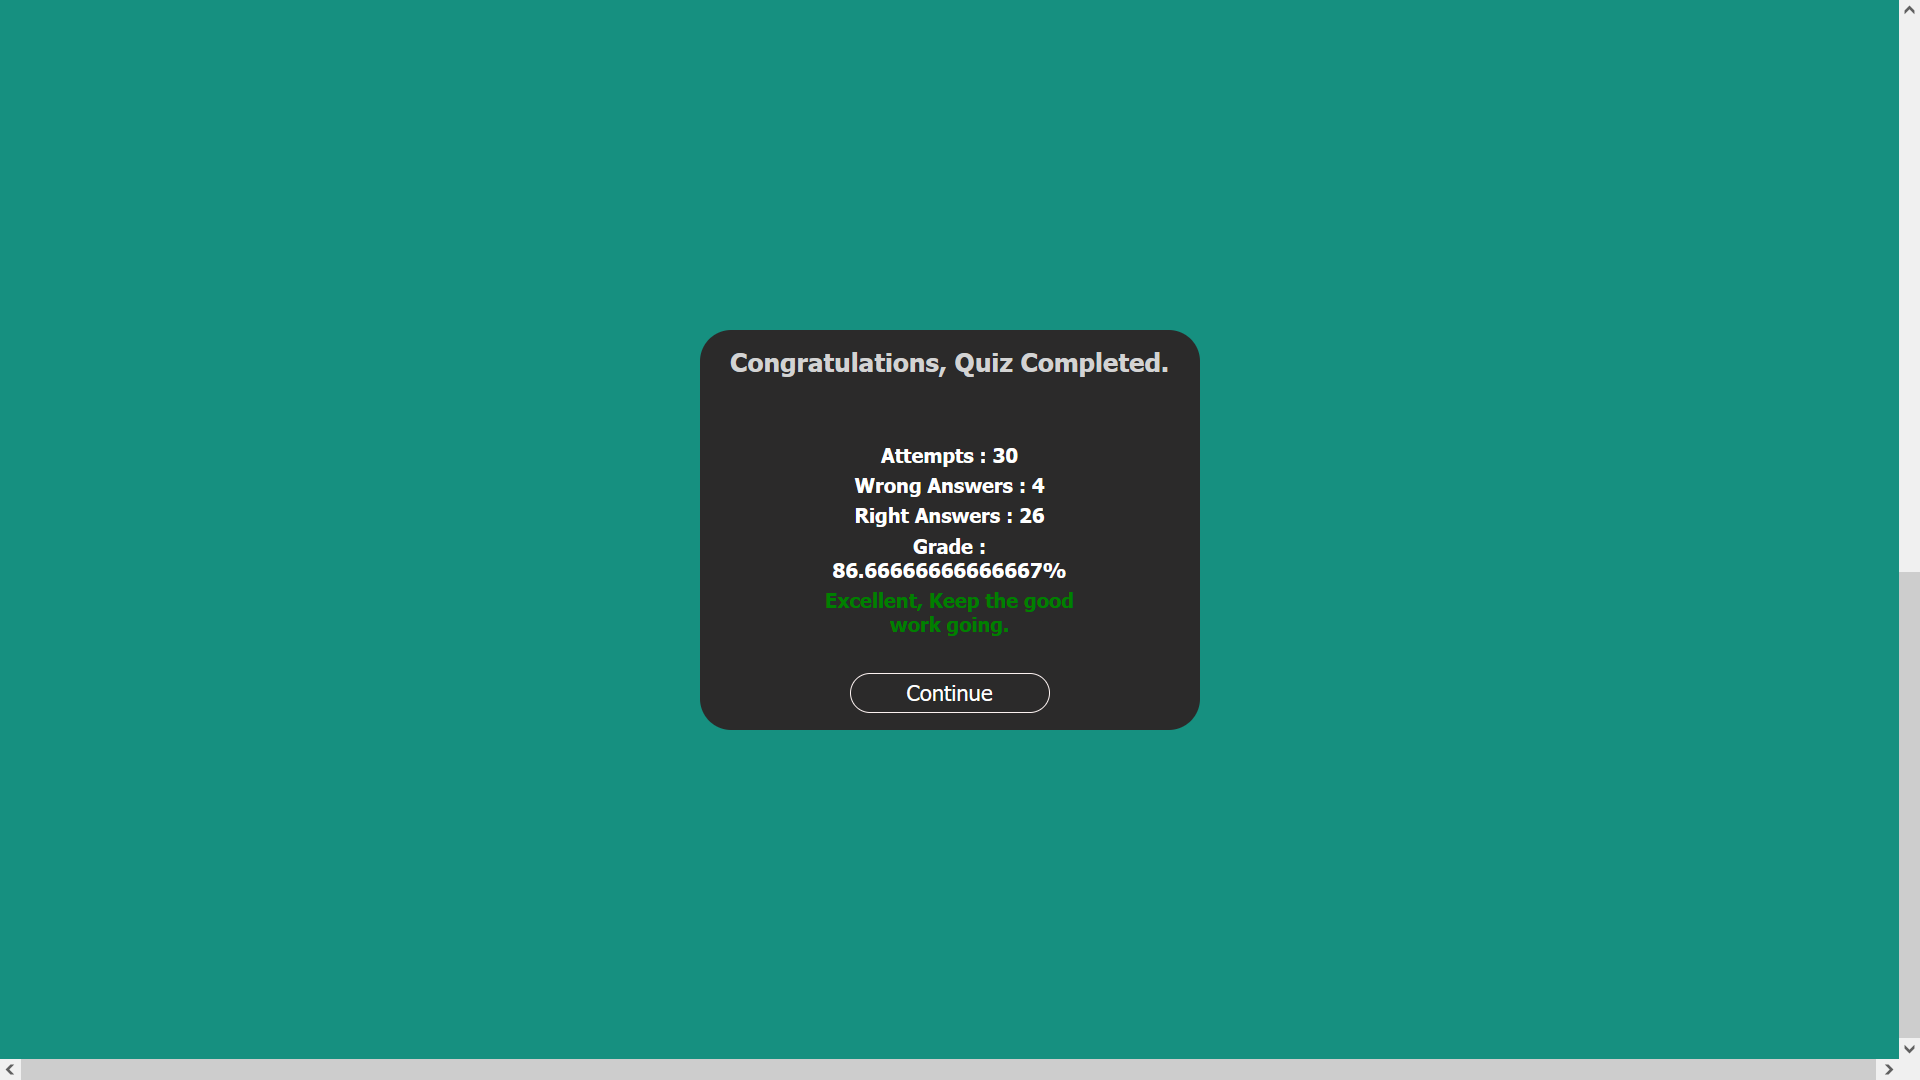 Congratulations, Quiz Completed.
Attempts : 30
Wrong Answers : 4
Right Answers : 26
Grade :
86.66666666666667%
Excellent, Keep the good
work going.
Continue